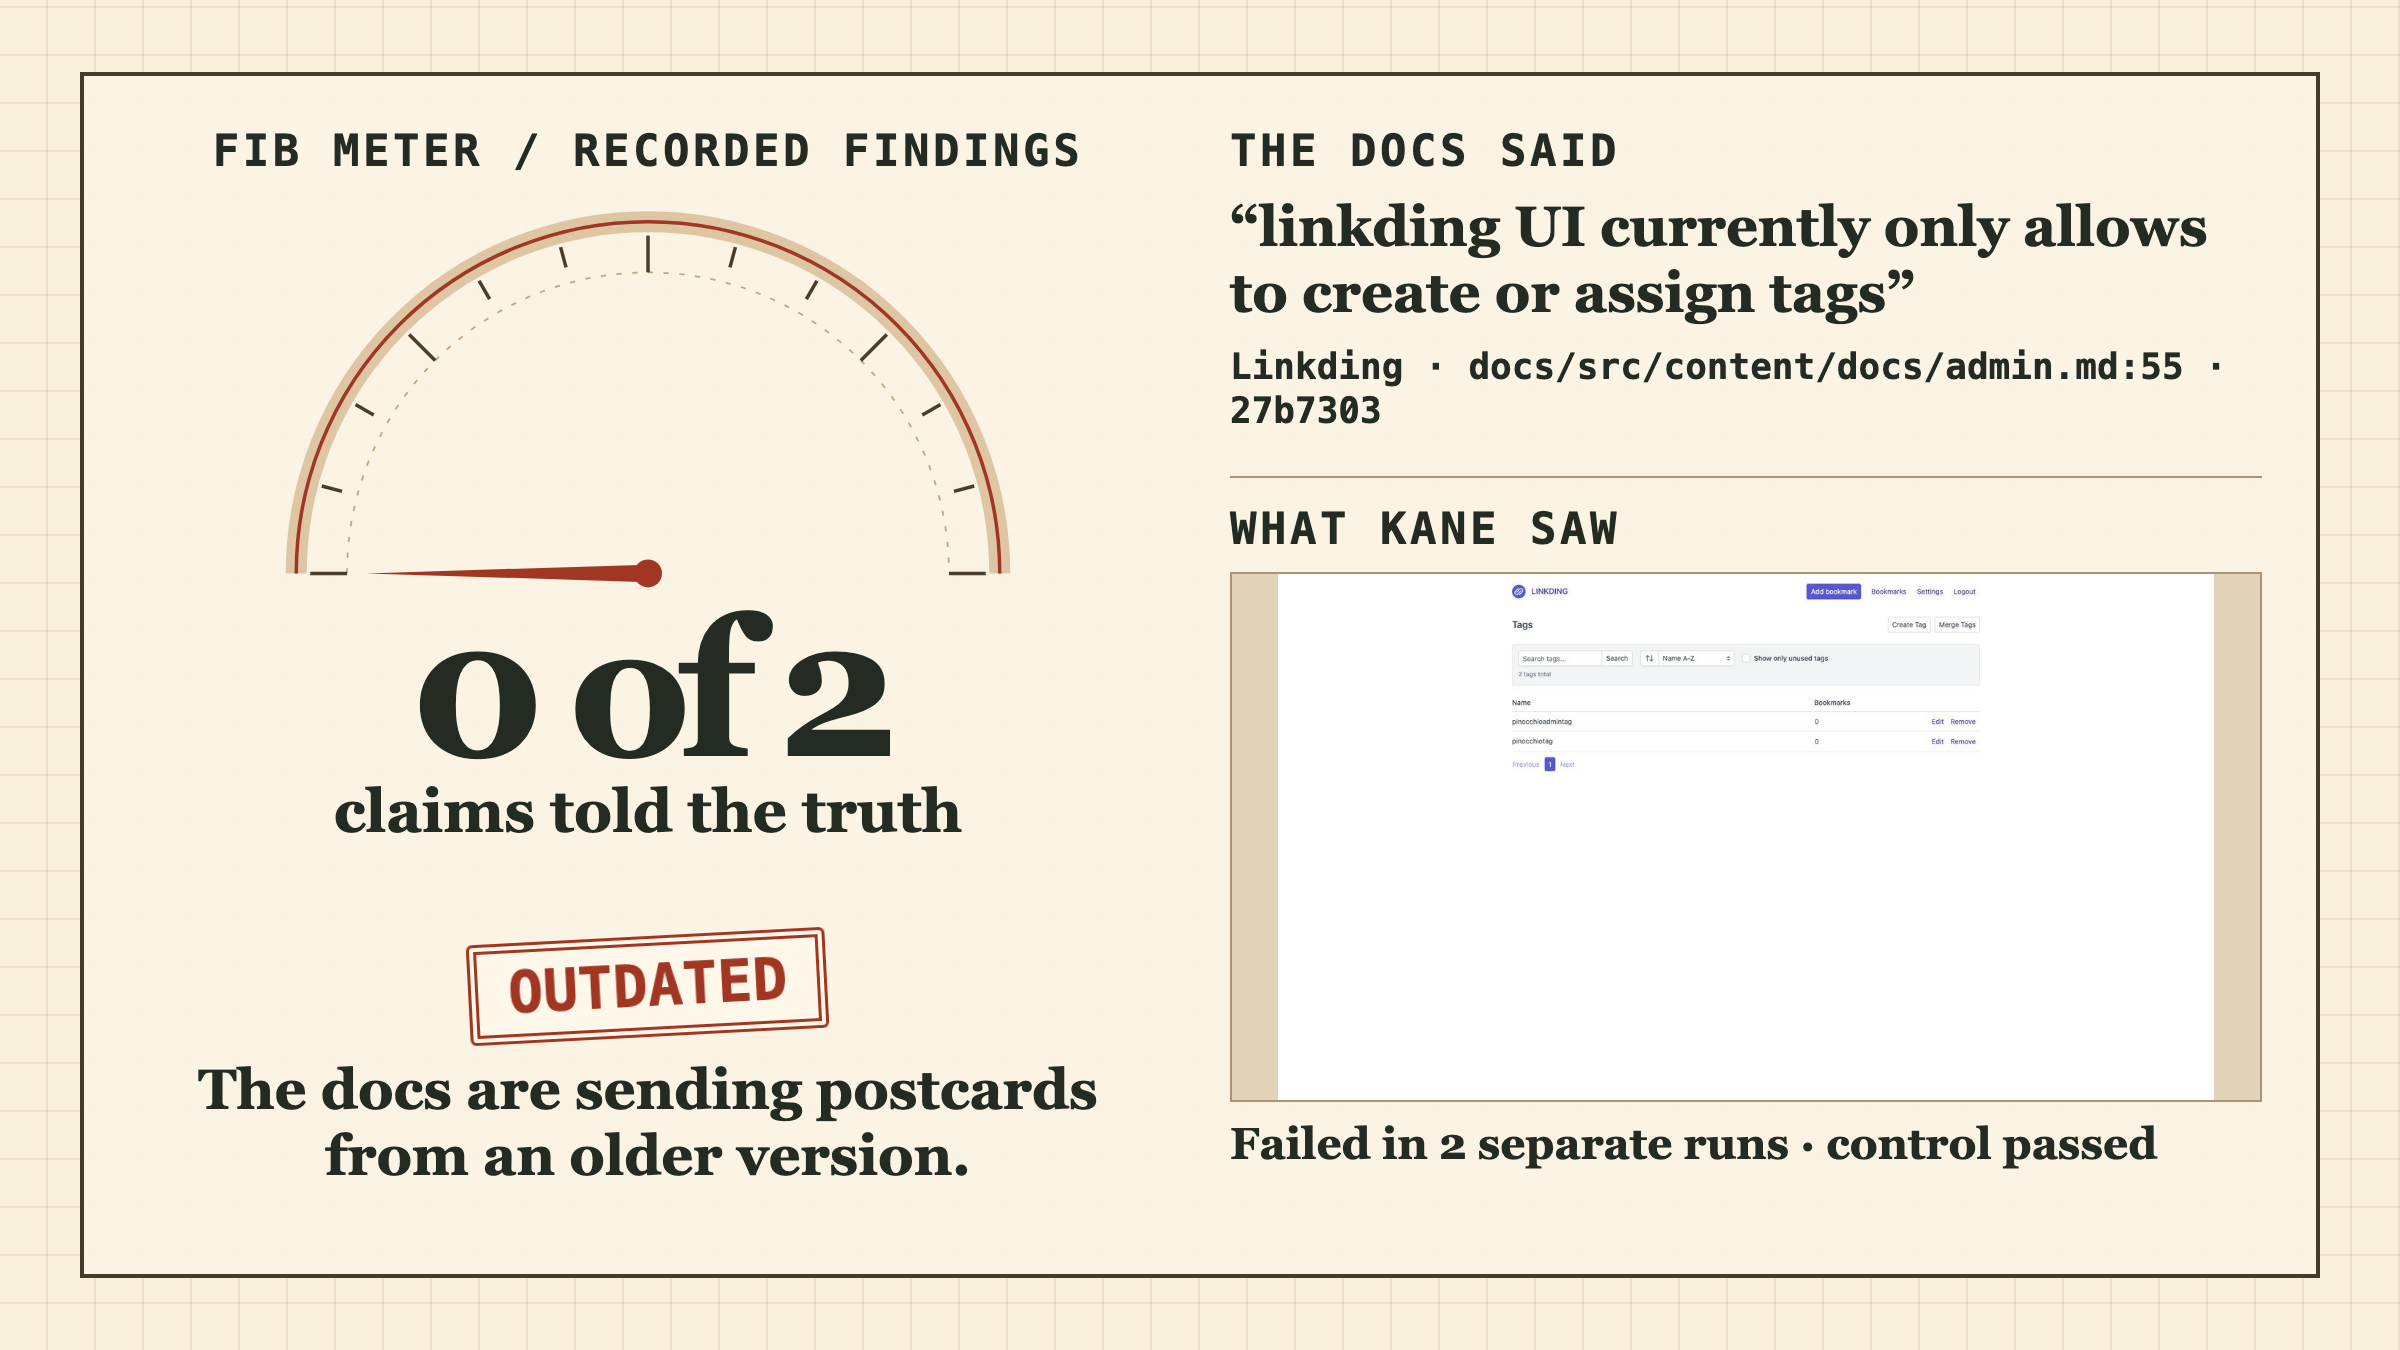 FIB METER / RECORDED FINDINGS
0 of 2
claims told the truth
OUTDATED
The docs are sending postcards
from an older version.
THE DOCS SAID
“linkding UI currently only allows
to create or assign tags”
Linkding · docs/src/content/docs/admin.md:55 ·
27b7303
WHAT KANE SAW
LINKDING Add bookmark Bookmarks Settings Logout
Tags Create Tag Merge Tags
Search tags... Search Name A–Z Show only unused tags
2 tags total
Name Bookmarks
pinocchioadmintag 0 Edit Remove
pinocchiotag 0 Edit Remove
Previous 1 Next
Failed in 2 separate runs · control passed